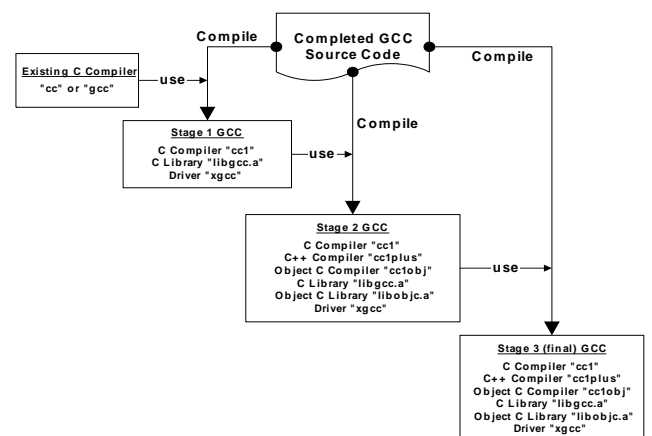 Completed GCC
Source Code
Compile
Compile
Existing C Compiler
"cc" or "gcc"
use
Compile
Stage 1 GCC
C Compiler "cc1"
C Library "libgcc.a"
Driver "xgcc"
use
Stage 2 GCC
C Compiler "cc1"
C++ Compiler "cc1plus"
Object C Compiler "cc1obj"
C Library "libgcc.a"
Object C Library "libobjc.a"
Driver "xgcc"
use
Stage 3 (final) GCC
C Compiler "cc1"
C++ Compiler "cc1plus"
Object C Compiler "cc1obj"
C Library "libgcc.a"
Object C Library "libobjc.a"
Driver "xgcc"